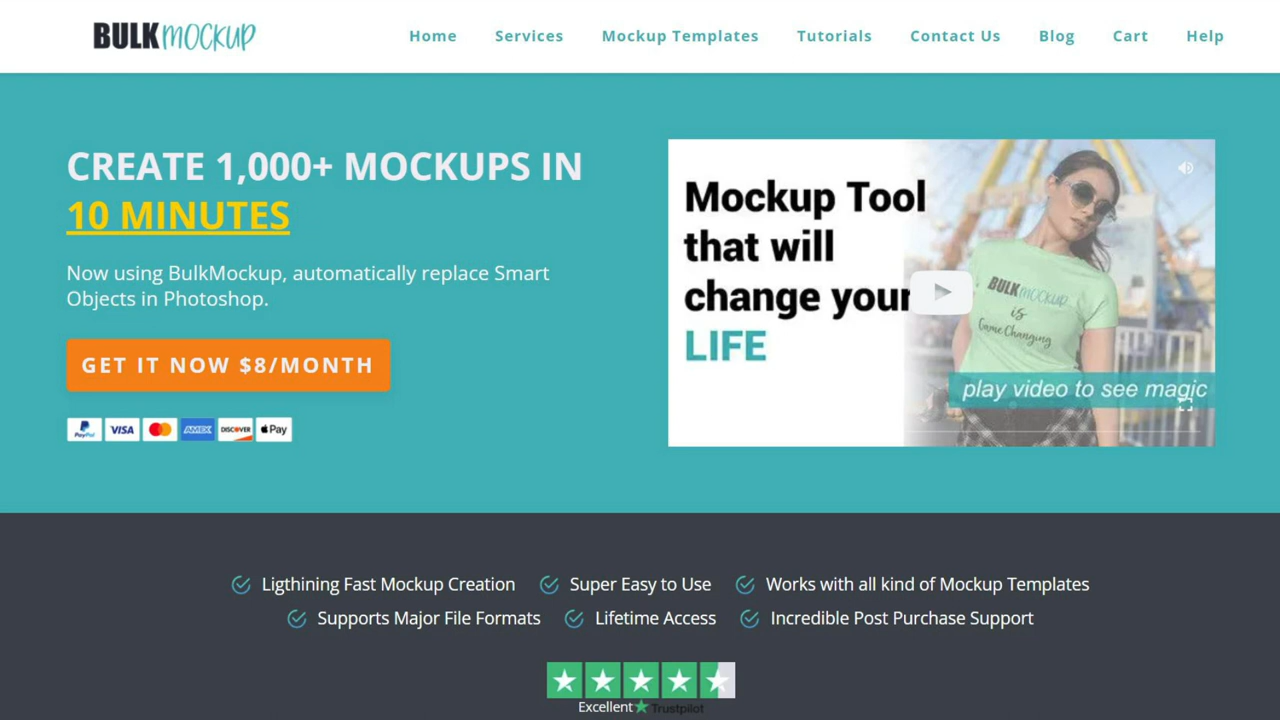 BULKMOCKUP
Home
Services
Mockup Templates
Tutorials
Contact Us
Blog
Cart
Help
CREATE 1,000+ MOCKUPS IN
10 MINUTES
Now using BulkMockup, automatically replace Smart
Objects in Photoshop.
GET IT NOW $8/MONTH
PayPal
VISA
AMEX
DISCOVER
Pay
Mockup Tool
that will
change your
LIFE
BULKMOCKUP
is
Game Changing
play video to see magic
Ligthining Fast Mockup Creation
Super Easy to Use
Works with all kind of Mockup Templates
Supports Major File Formats
Lifetime Access
Incredible Post Purchase Support
Excellent
Trustpilot